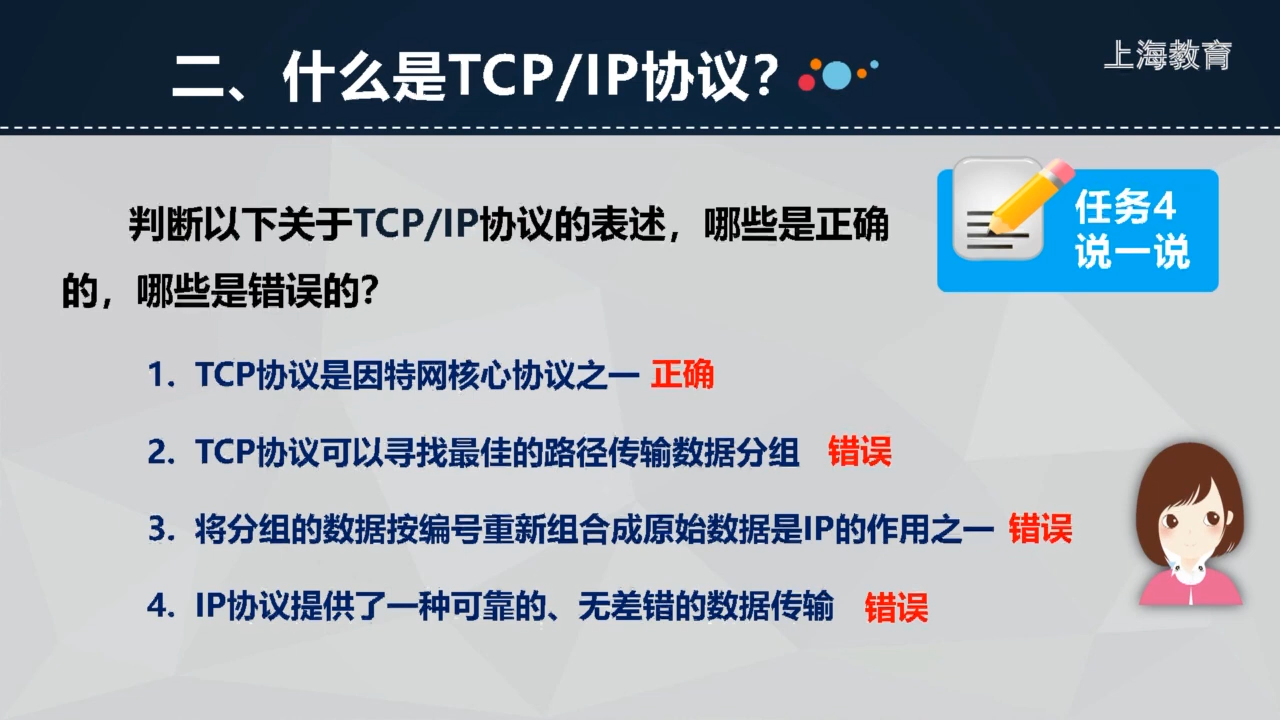 二、什么是TCP/IP协议？
上海教育
任务4
说一说
判断以下关于TCP/IP协议的表述，哪些是正确
的，哪些是错误的？
1. TCP协议是因特网核心协议之一 正确
2. TCP协议可以寻找最佳的路径传输数据分组 错误
3. 将分组的数据按编号重新组合成原始数据是IP的作用之一 错误
4. IP协议提供了一种可靠的、无差错的数据传输 错误